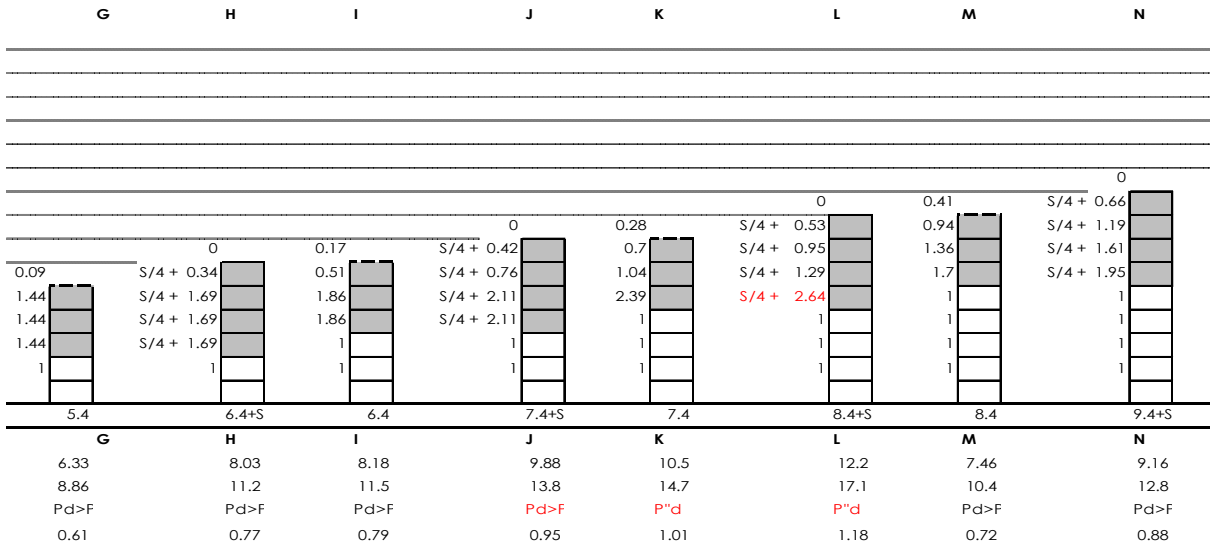 G H I J K L M N
0
0 0.41 S/4 + 0.66
0 0.28 S/4 + 0.53 0.94 S/4 + 1.19
0 0.17 S/4 + 0.42 0.7 S/4 + 0.95 1.36 S/4 + 1.61
0.09 S/4 + 0.34 0.51 S/4 + 0.76 1.04 S/4 + 1.29 1.7 S/4 + 1.95
1.44 S/4 + 1.69 1.86 S/4 + 2.11 2.39 S/4 + 2.64 1 1
1.44 S/4 + 1.69 1.86 S/4 + 2.11 1 1 1 1
1.44 S/4 + 1.69 1 1 1 1 1 1
1 1 1 1 1 1 1 1
5.4 6.4+S 6.4 7.4+S 7.4 8.4+S 8.4 9.4+S
G H I J K L M N
6.33 8.03 8.18 9.88 10.5 12.2 7.46 9.16
8.86 11.2 11.5 13.8 14.7 17.1 10.4 12.8
Pd>F Pd>F Pd>F Pd>F P"d P"d Pd>F Pd>F
0.61 0.77 0.79 0.95 1.01 1.18 0.72 0.88